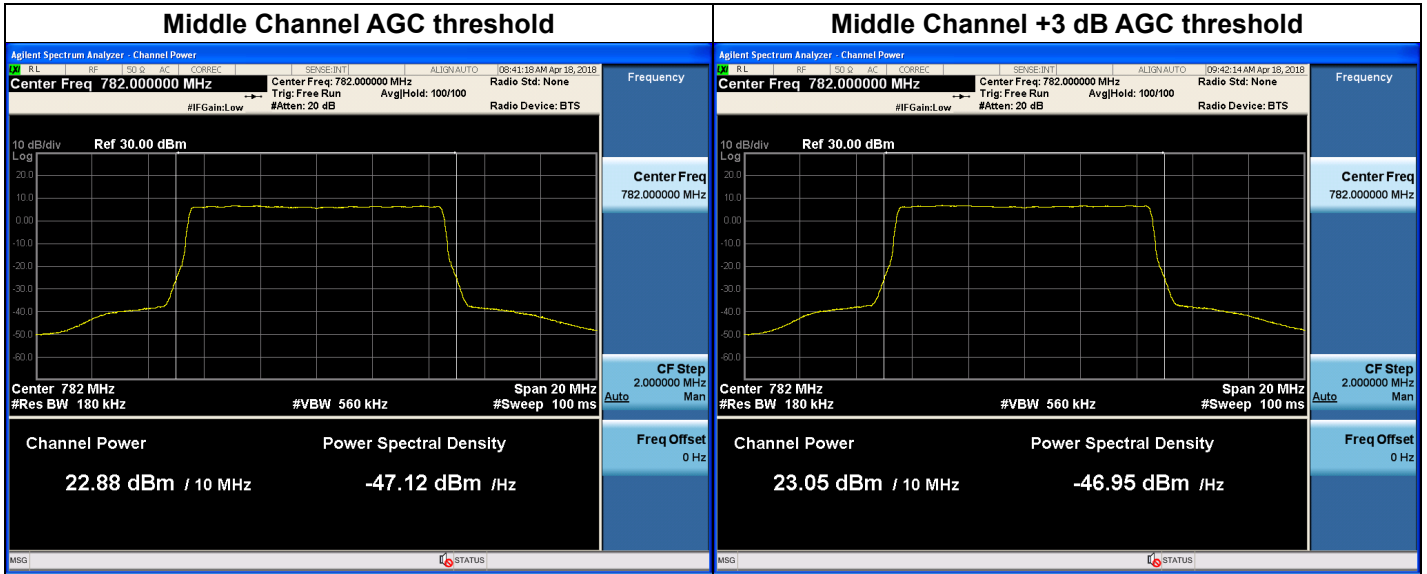 Middle Channel AGC threshold
Agilent Spectrum Analyzer - Channel Power
LXI RL RF 50 Ω AC CORREC SENSE:INT ALIGN AUTO 08:41:18 AM Apr 18, 2018
Center Freq 782.000000 MHz
Center Freq: 782.000000 MHz
Radio Std: None
Trig: Free Run Avg|Hold: 100/100
#IFGain:Low #Atten: 20 dB Radio Device: BTS
10 dB/div Ref 30.00 dBm
Log
20.0
10.0
0.00
-10.0
-20.0
-30.0
-40.0
-50.0
-60.0
Center 782 MHz Span 20 MHz
#Res BW 180 kHz #VBW 560 kHz #Sweep 100 ms
Channel Power Power Spectral Density
22.88 dBm / 10 MHz -47.12 dBm /Hz
MSG STATUS
Frequency
Center Freq
782.000000 MHz
CF Step
2.000000 MHz
Auto Man
Freq Offset
0 Hz
Middle Channel +3 dB AGC threshold
Agilent Spectrum Analyzer - Channel Power
LXI RL RF 50 Ω AC CORREC SENSE:INT ALIGN AUTO 09:42:14 AM Apr 18, 2018
Center Freq 782.000000 MHz
Center Freq: 782.000000 MHz
Radio Std: None
Trig: Free Run Avg|Hold: 100/100
#IFGain:Low #Atten: 20 dB Radio Device: BTS
10 dB/div Ref 30.00 dBm
Log
20.0
10.0
0.00
-10.0
-20.0
-30.0
-40.0
-50.0
-60.0
Center 782 MHz Span 20 MHz
#Res BW 180 kHz #VBW 560 kHz #Sweep 100 ms
Channel Power Power Spectral Density
23.05 dBm / 10 MHz -46.95 dBm /Hz
MSG STATUS
Frequency
Center Freq
782.000000 MHz
CF Step
2.000000 MHz
Auto Man
Freq Offset
0 Hz